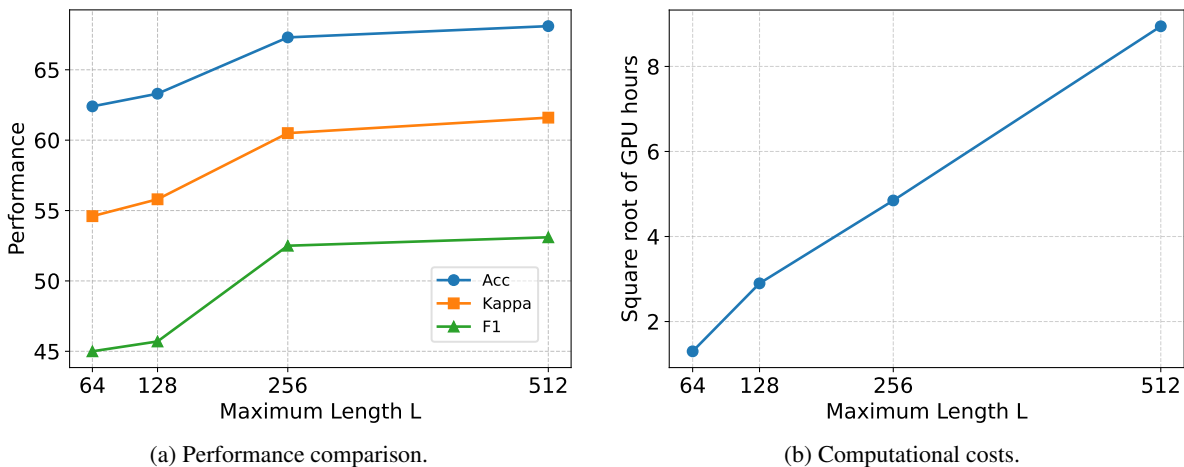 Performance
65
60
55
50
45
Acc
Kappa
F1
64 128 256 512
Maximum Length L
(a) Performance comparison.
Square root of GPU hours
8
6
4
2
64 128 256 512
Maximum Length L
(b) Computational costs.